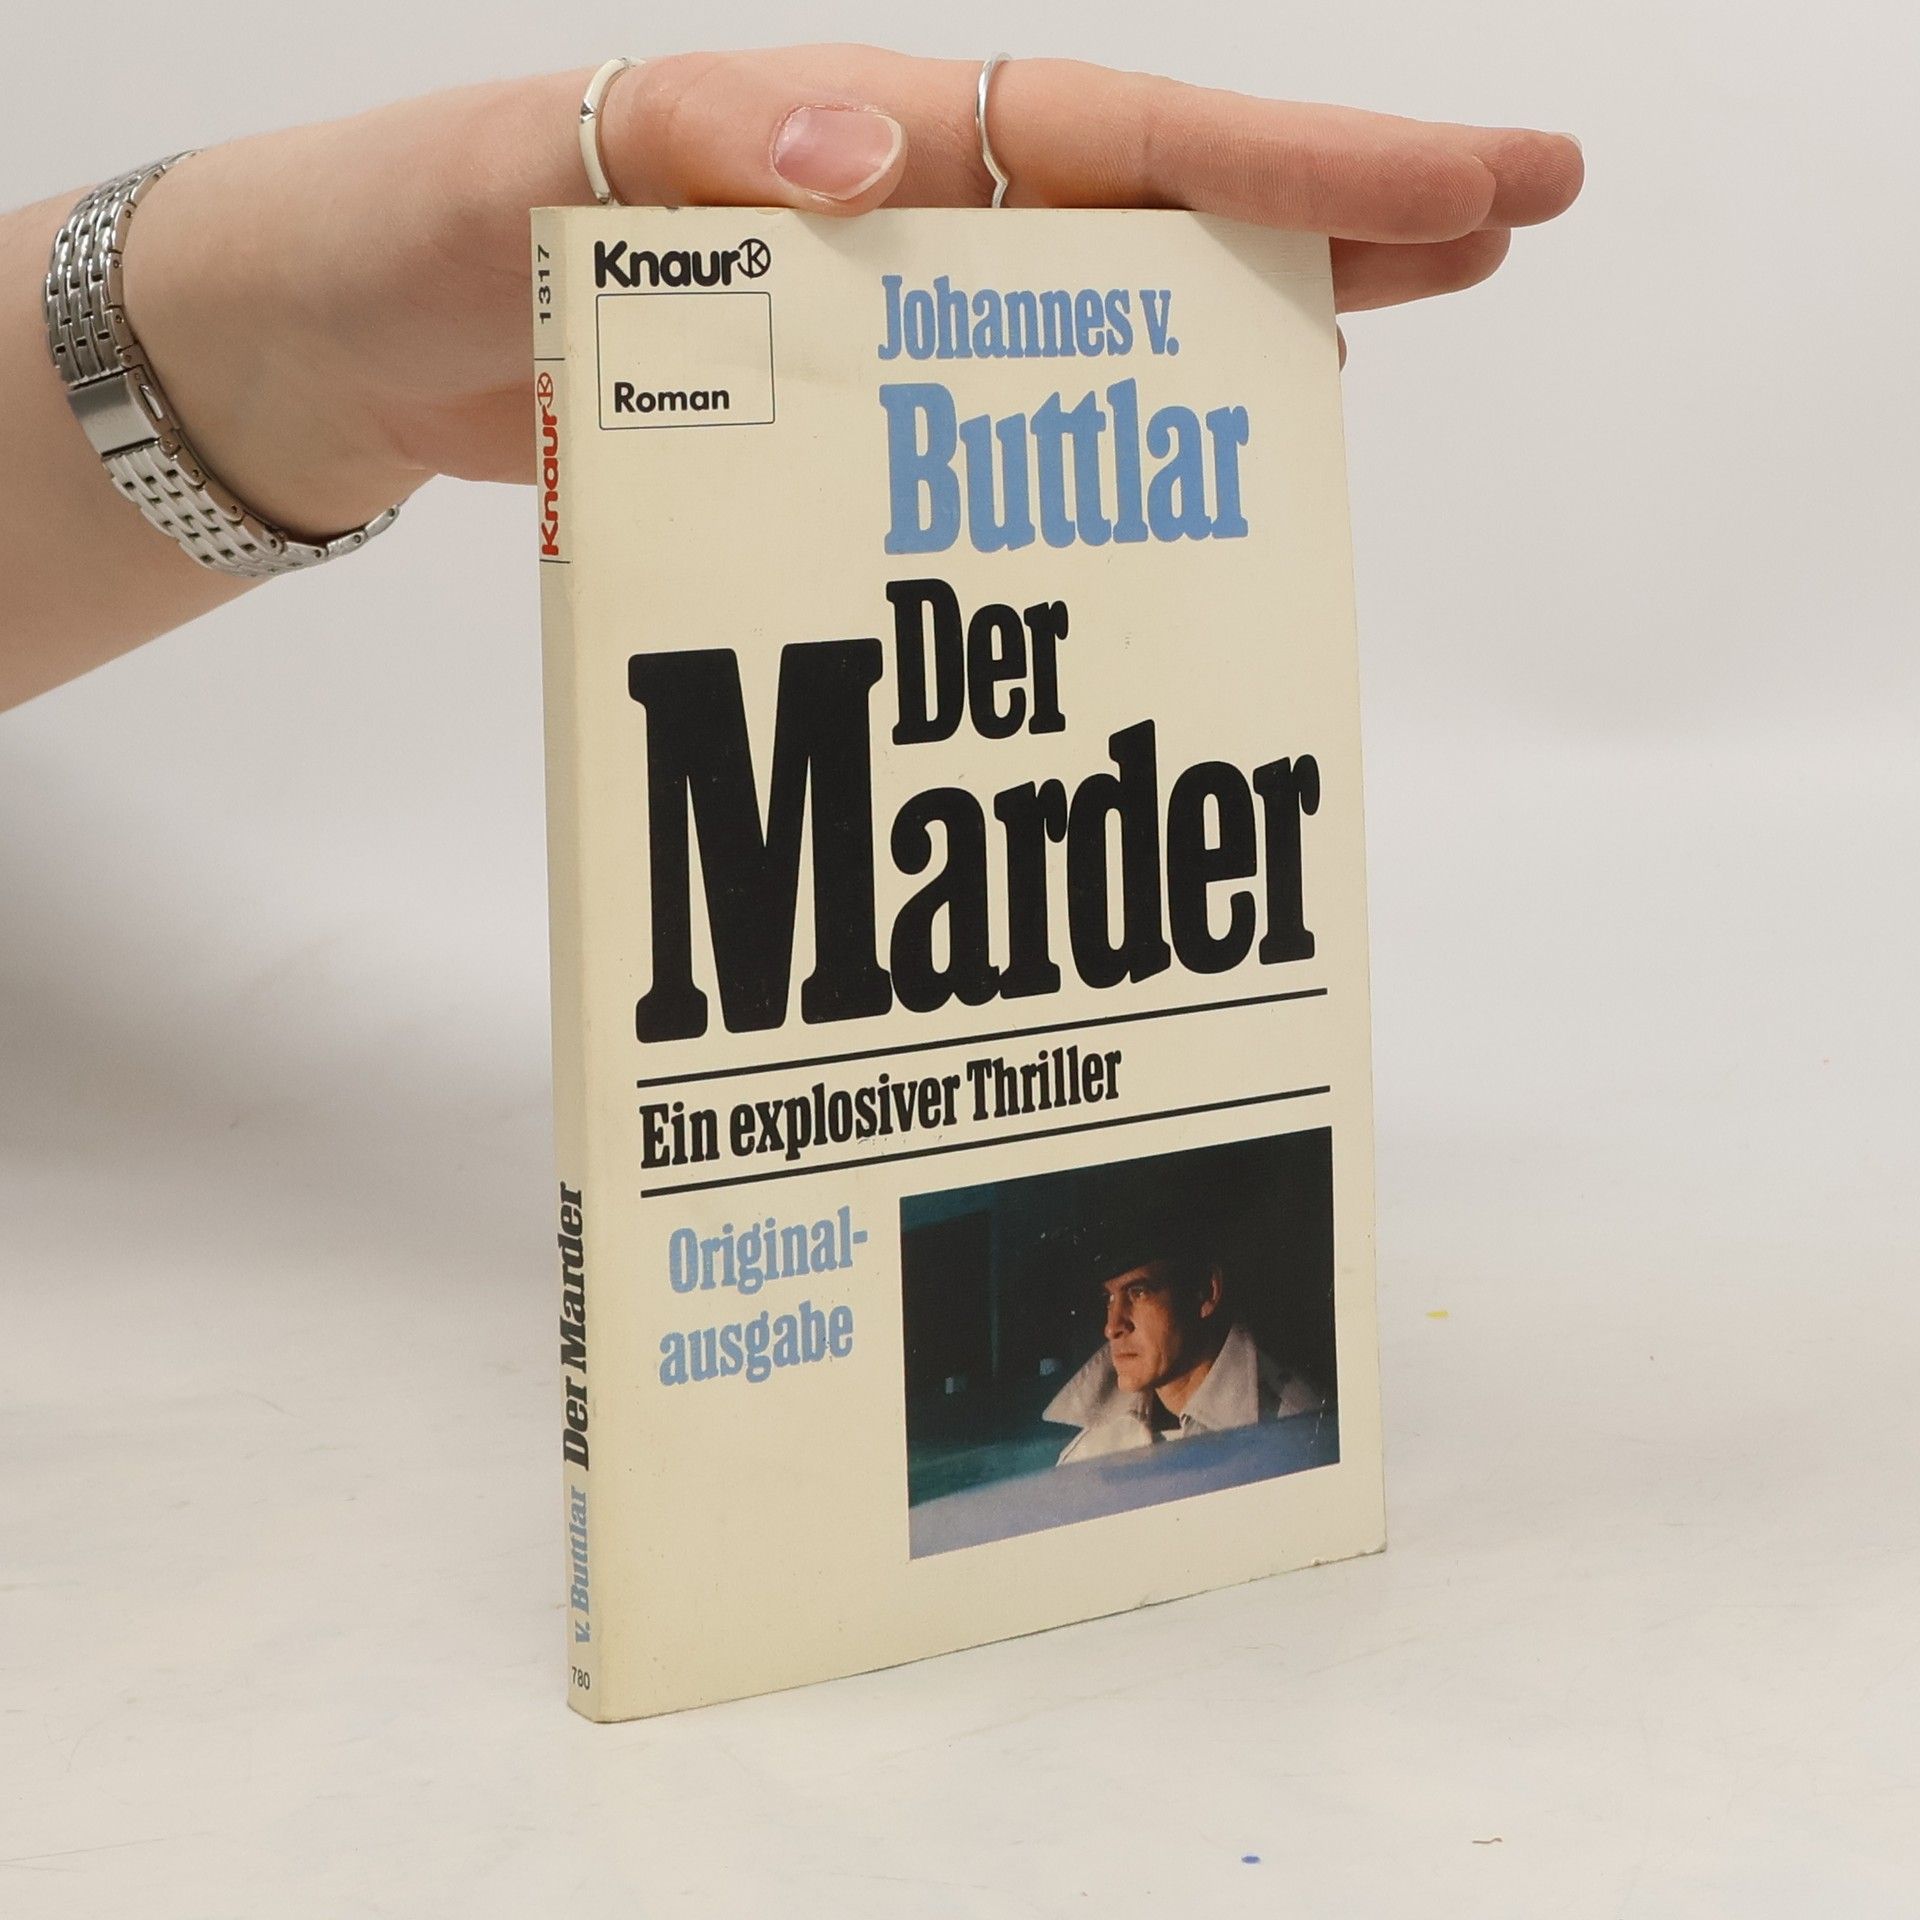 Knaur
Roman
Johannes v.
Buttlar
Der
Marder
Ein explosiver Thriller
Original-
ausgabe
1317
Knaur
v. Buttlar Der Marder
780